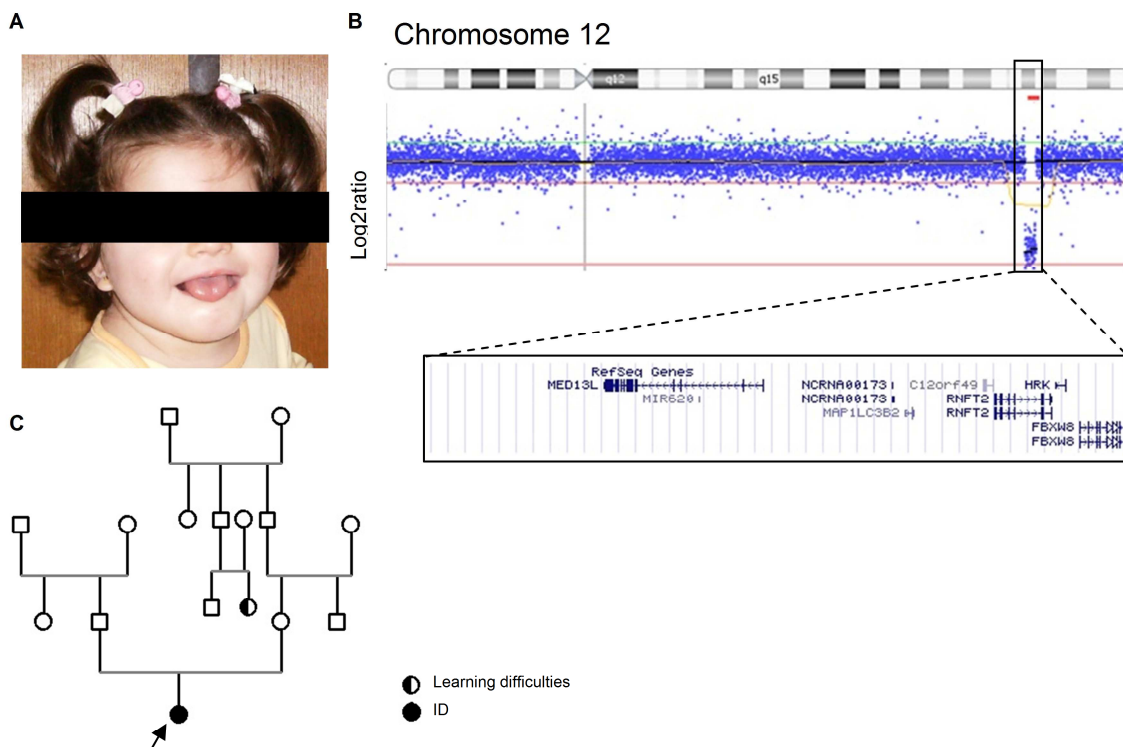 A
B
Chromosome 12
q12
q15
Log2ratio
RefSeq Genes
MED13L
NCRNA00173
C12orf49
HRK
MIR620
NCRNA00173
RNFT2
MAP1LC3B2
RNFT2
FBXW8
FBXW8
C
Learning difficulties
ID